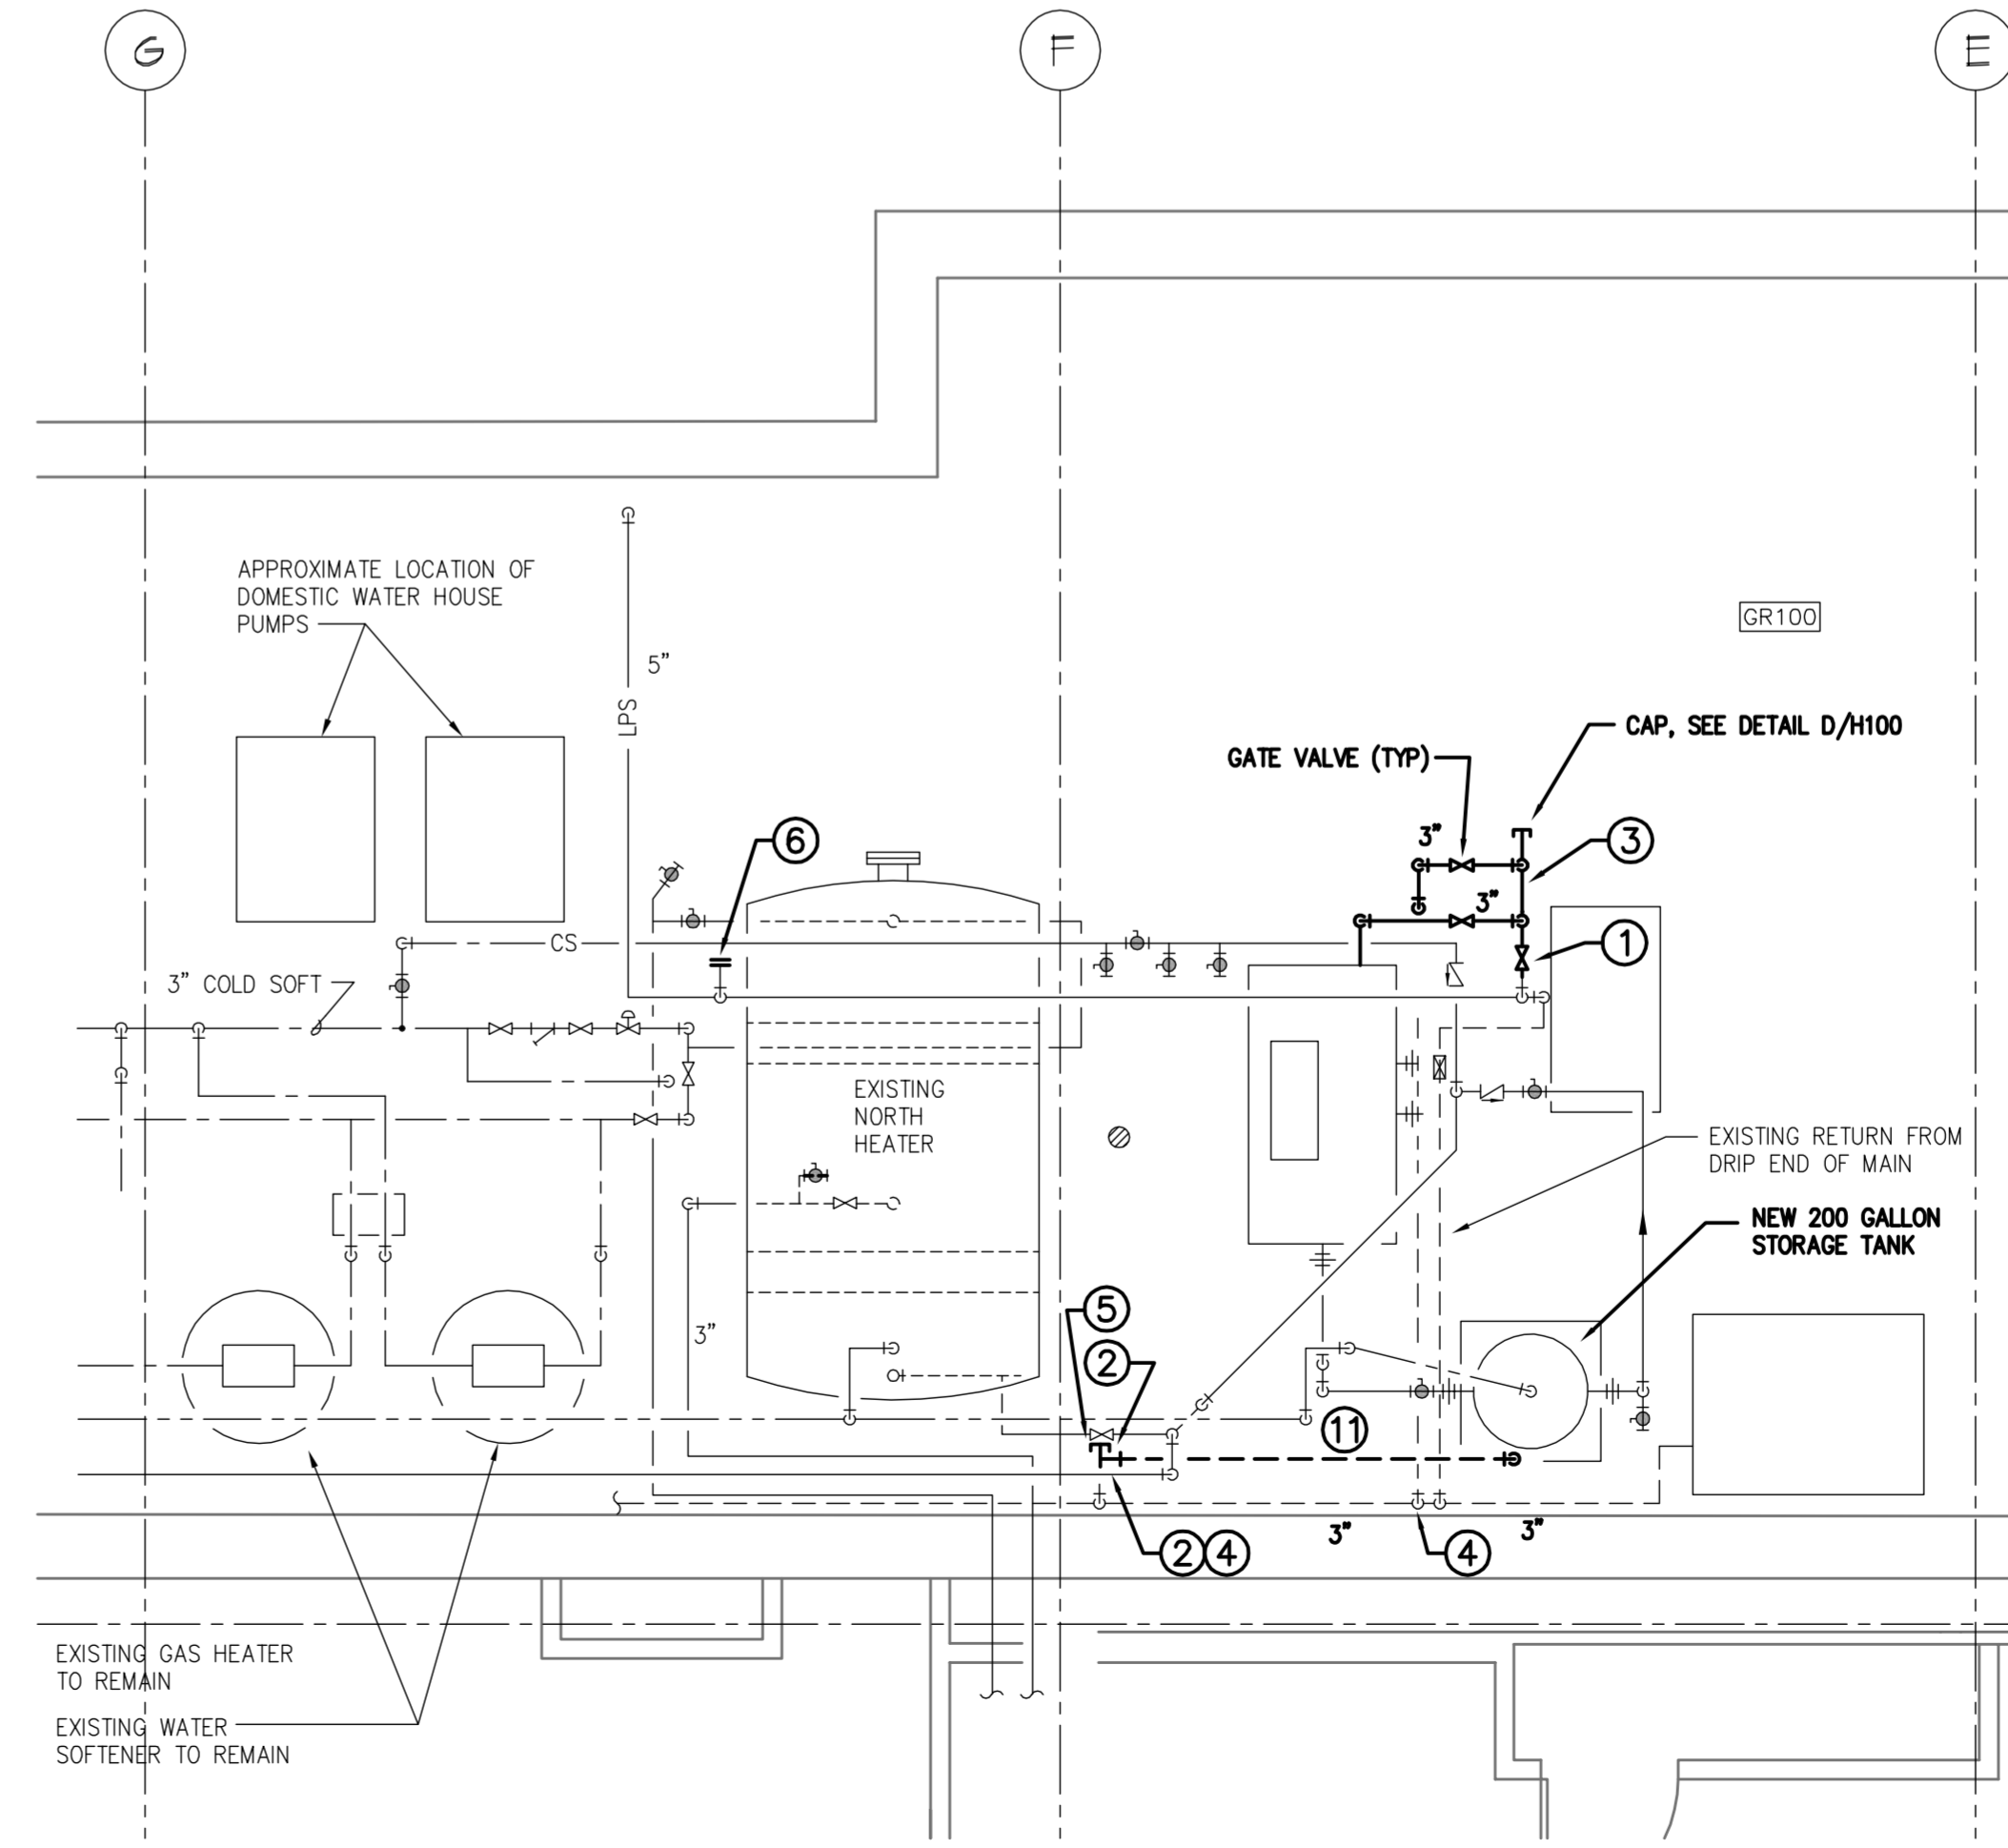 G
F
E
APPROXIMATE LOCATION OF
DOMESTIC WATER HOUSE
PUMPS
5"
LPS
GR100
CAP, SEE DETAIL D/H100
GATE VALVE (TYP)
3"
3
6
3"
1
CS
3" COLD SOFT
EXISTING
NORTH
HEATER
EXISTING RETURN FROM
DRIP END OF MAIN
NEW 200 GALLON
STORAGE TANK
5
3"
2
11
3"
3"
2
4
4
EXISTING GAS HEATER
TO REMAIN
EXISTING WATER
SOFTENER TO REMAIN